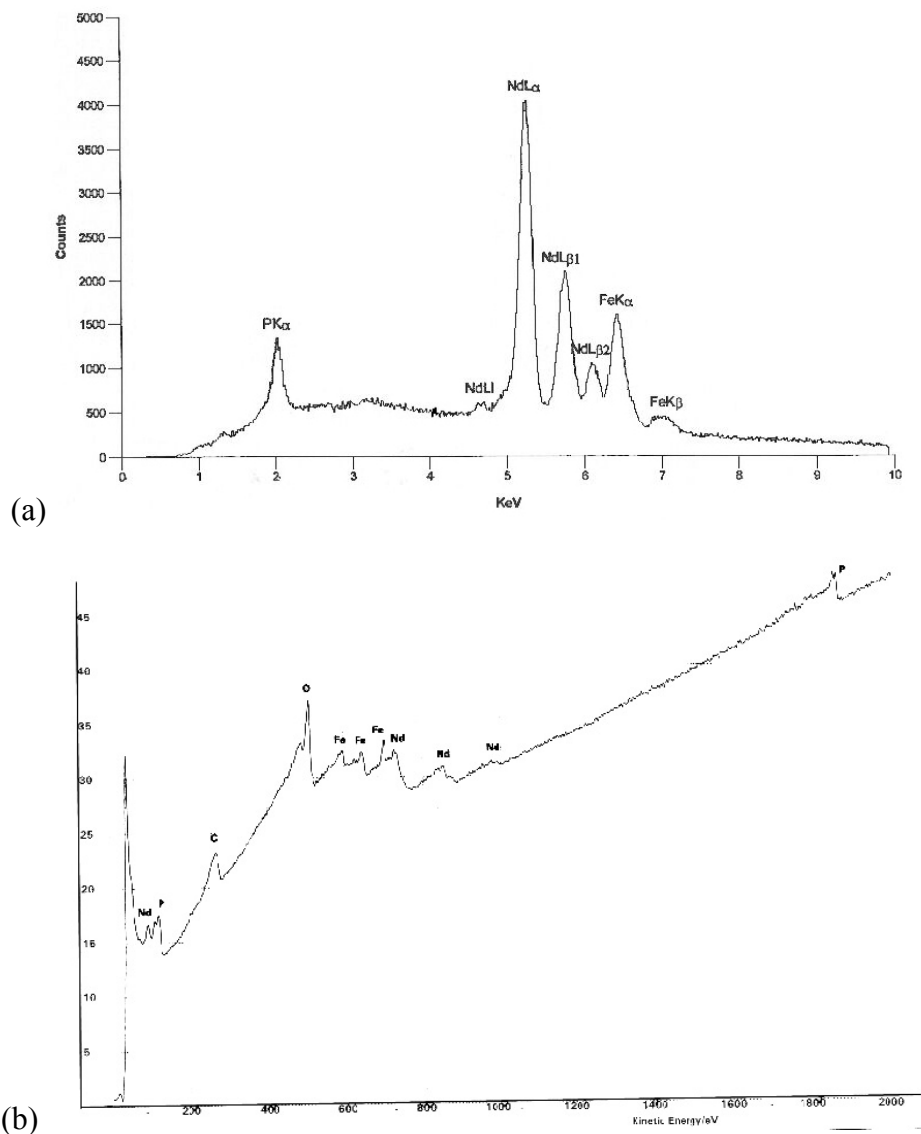 5000
4500
4000
3500
3000
2500
2000
1500
1000
500
0
Counts
PKα
NdLl
NdLα
NdLβ1
NdLβ2
FeKα
FeKβ
0 1 2 3 4 5 6 7 8 9 10
KeV
(a)
45
40
35
30
25
20
15
10
5
Nd
P
C
O
Fe
Fe
Fe
Nd
Nd
Nd
P
200 400 600 800 1000 1200 1400 1600 1800 2000
Kinetic Energy/eV
(b)